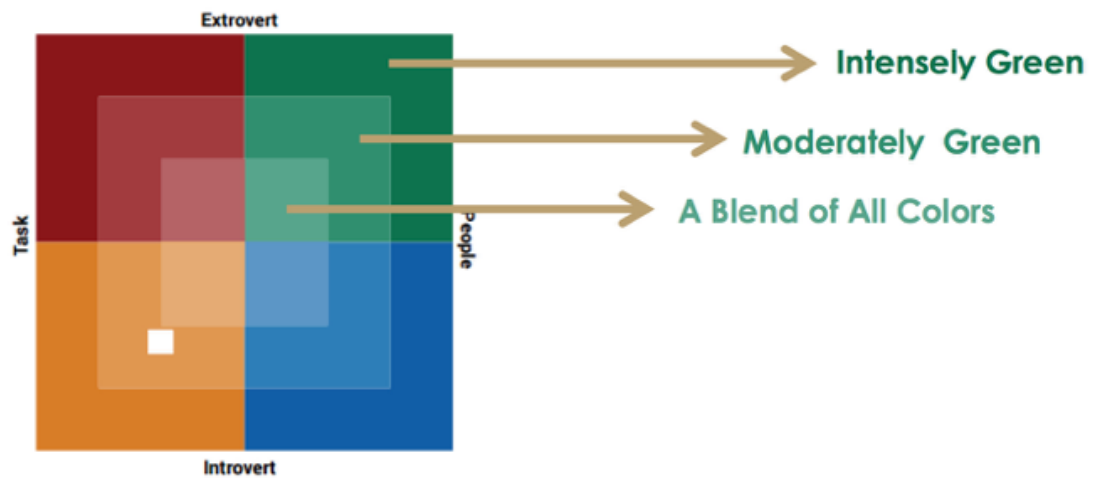 Extrovert
Intensely Green
Moderately Green
A Blend of All Colors
Task
People
Introvert